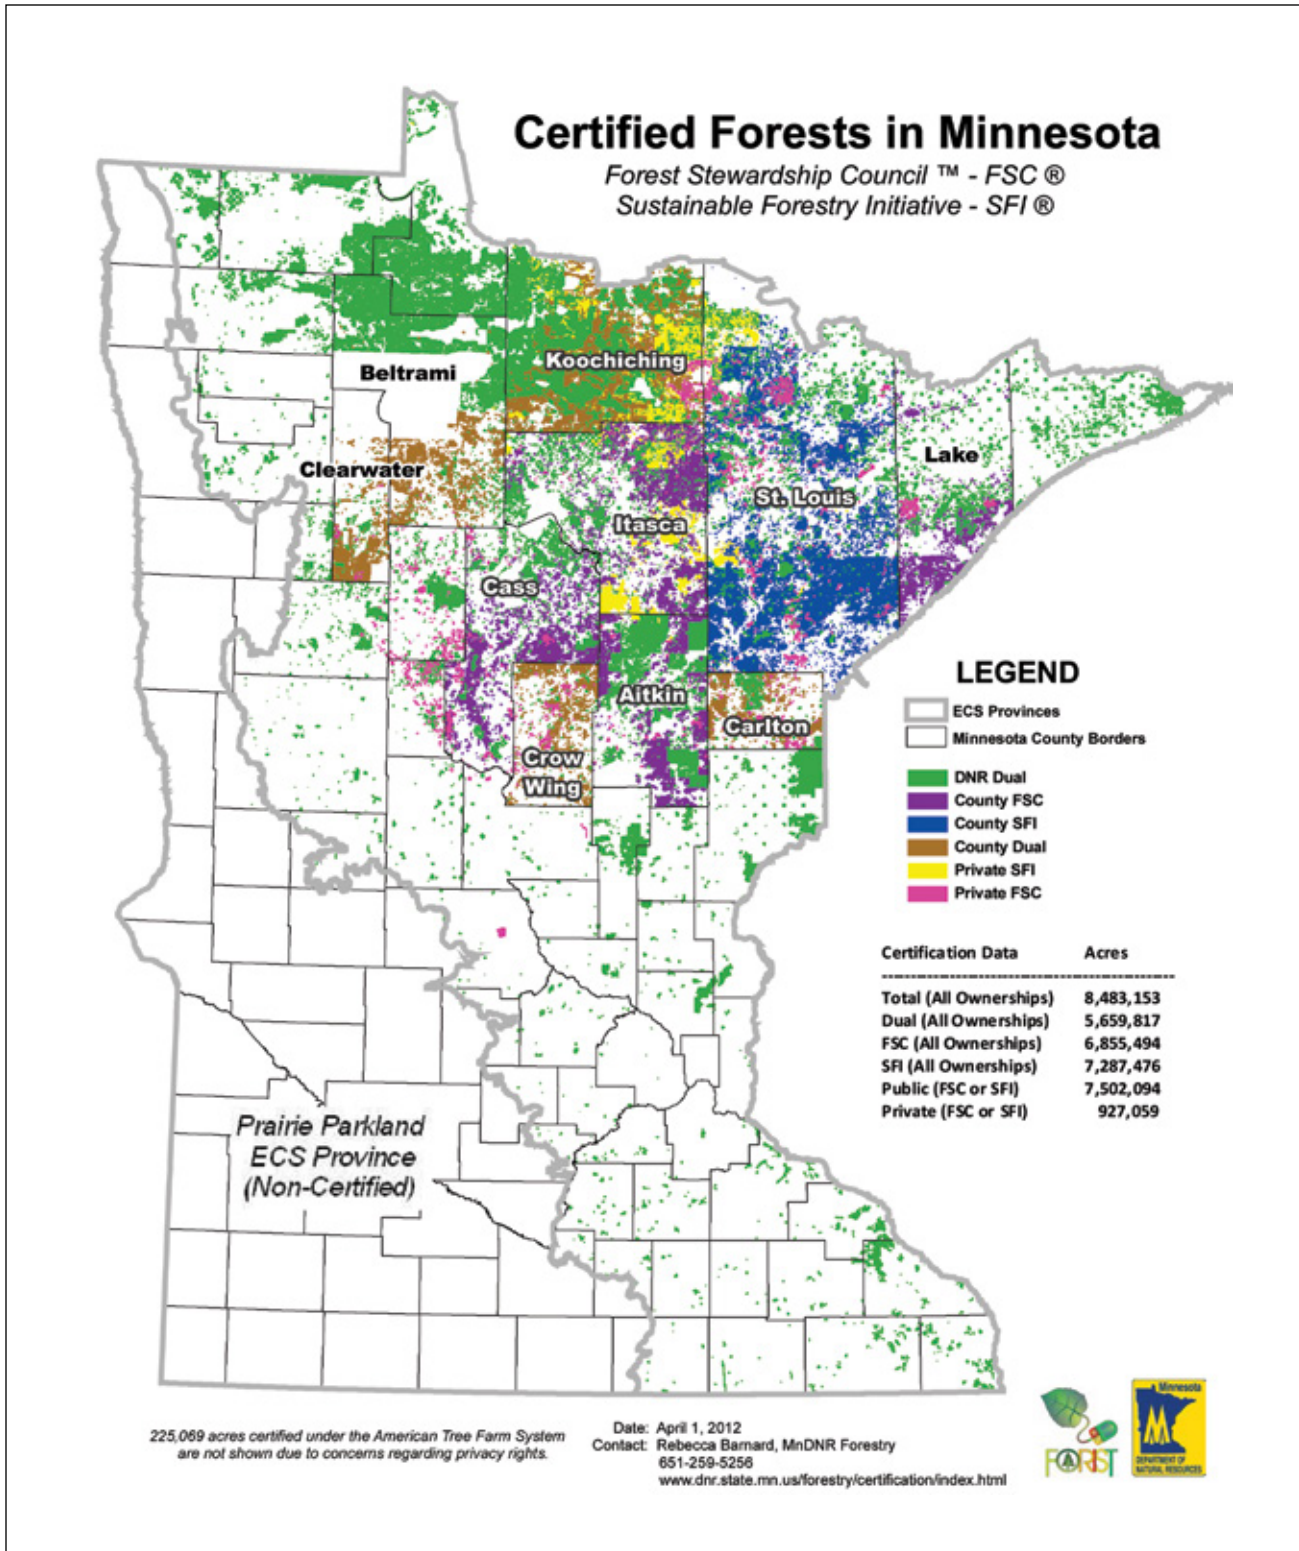 Certified Forests in Minnesota
Forest Stewardship Council ™ - FSC ®
Sustainable Forestry Initiative - SFI ®
Koochiching
Beltrami
Clearwater
Lake
St. Louis
Itasca
Cass
Aitkin
Carlton
Crow
Wing
LEGEND
ECS Provinces
Minnesota County Borders
DNR Dual
County FSC
County SFI
County Dual
Private SFI
Private FSC
Certification Data Acres
Total (All Ownerships) 8,483,153
Dual (All Ownerships) 5,659,817
FSC (All Ownerships) 6,855,494
SFI (All Ownerships) 7,287,476
Public (FSC or SFI) 7,502,094
Private (FSC or SFI) 927,059
Prairie Parkland
ECS Province
(Non-Certified)
225,069 acres certified under the American Tree Farm System
are not shown due to concerns regarding privacy rights.
Date: April 1, 2012
Contact: Rebecca Barnard, MnDNR Forestry
651-259-5256
www.dnr.state.mn.us/forestry/certification/index.html
FORIST
Minnesota
DEPARTMENT OF
NATURAL RESOURCES